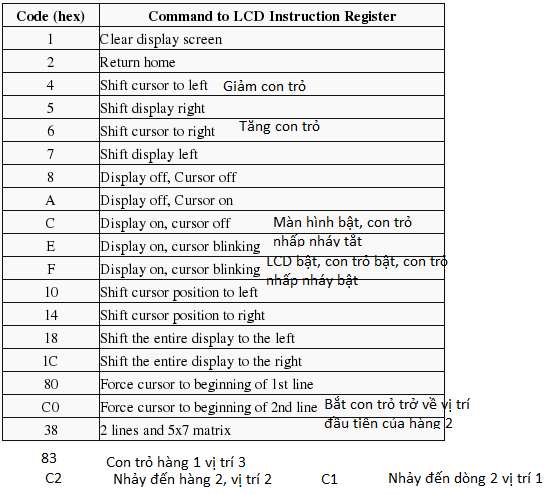 Code (hex) Command to LCD Instruction Register
1 Clear display screen
2 Return home
4 Shift cursor to left Giảm con trỏ
5 Shift display right
6 Shift cursor to right Tăng con trỏ
7 Shift display left
8 Display off, Cursor off
A Display off, Cursor on
C Display on, cursor off Màn hình bật, con trỏ
nhấp nháy tắt
E Display on, cursor blinking
F Display on, cursor blinking LCD bật, con trỏ bật, con trỏ
nhấp nháy bật
10 Shift cursor position to left
14 Shift cursor position to right
18 Shift the entire display to the left
1C Shift the entire display to the right
80 Force cursor to beginning of 1st line
C0 Force cursor to beginning of 2nd line Bắt con trỏ trở về vị trí
đầu tiên của hàng 2
38 2 lines and 5x7 matrix
83 Con trỏ hàng 1 vị trí 3
C2 Nhảy đến hàng 2, vị trí 2 C1 Nhảy đến dòng 2 vị trí 1